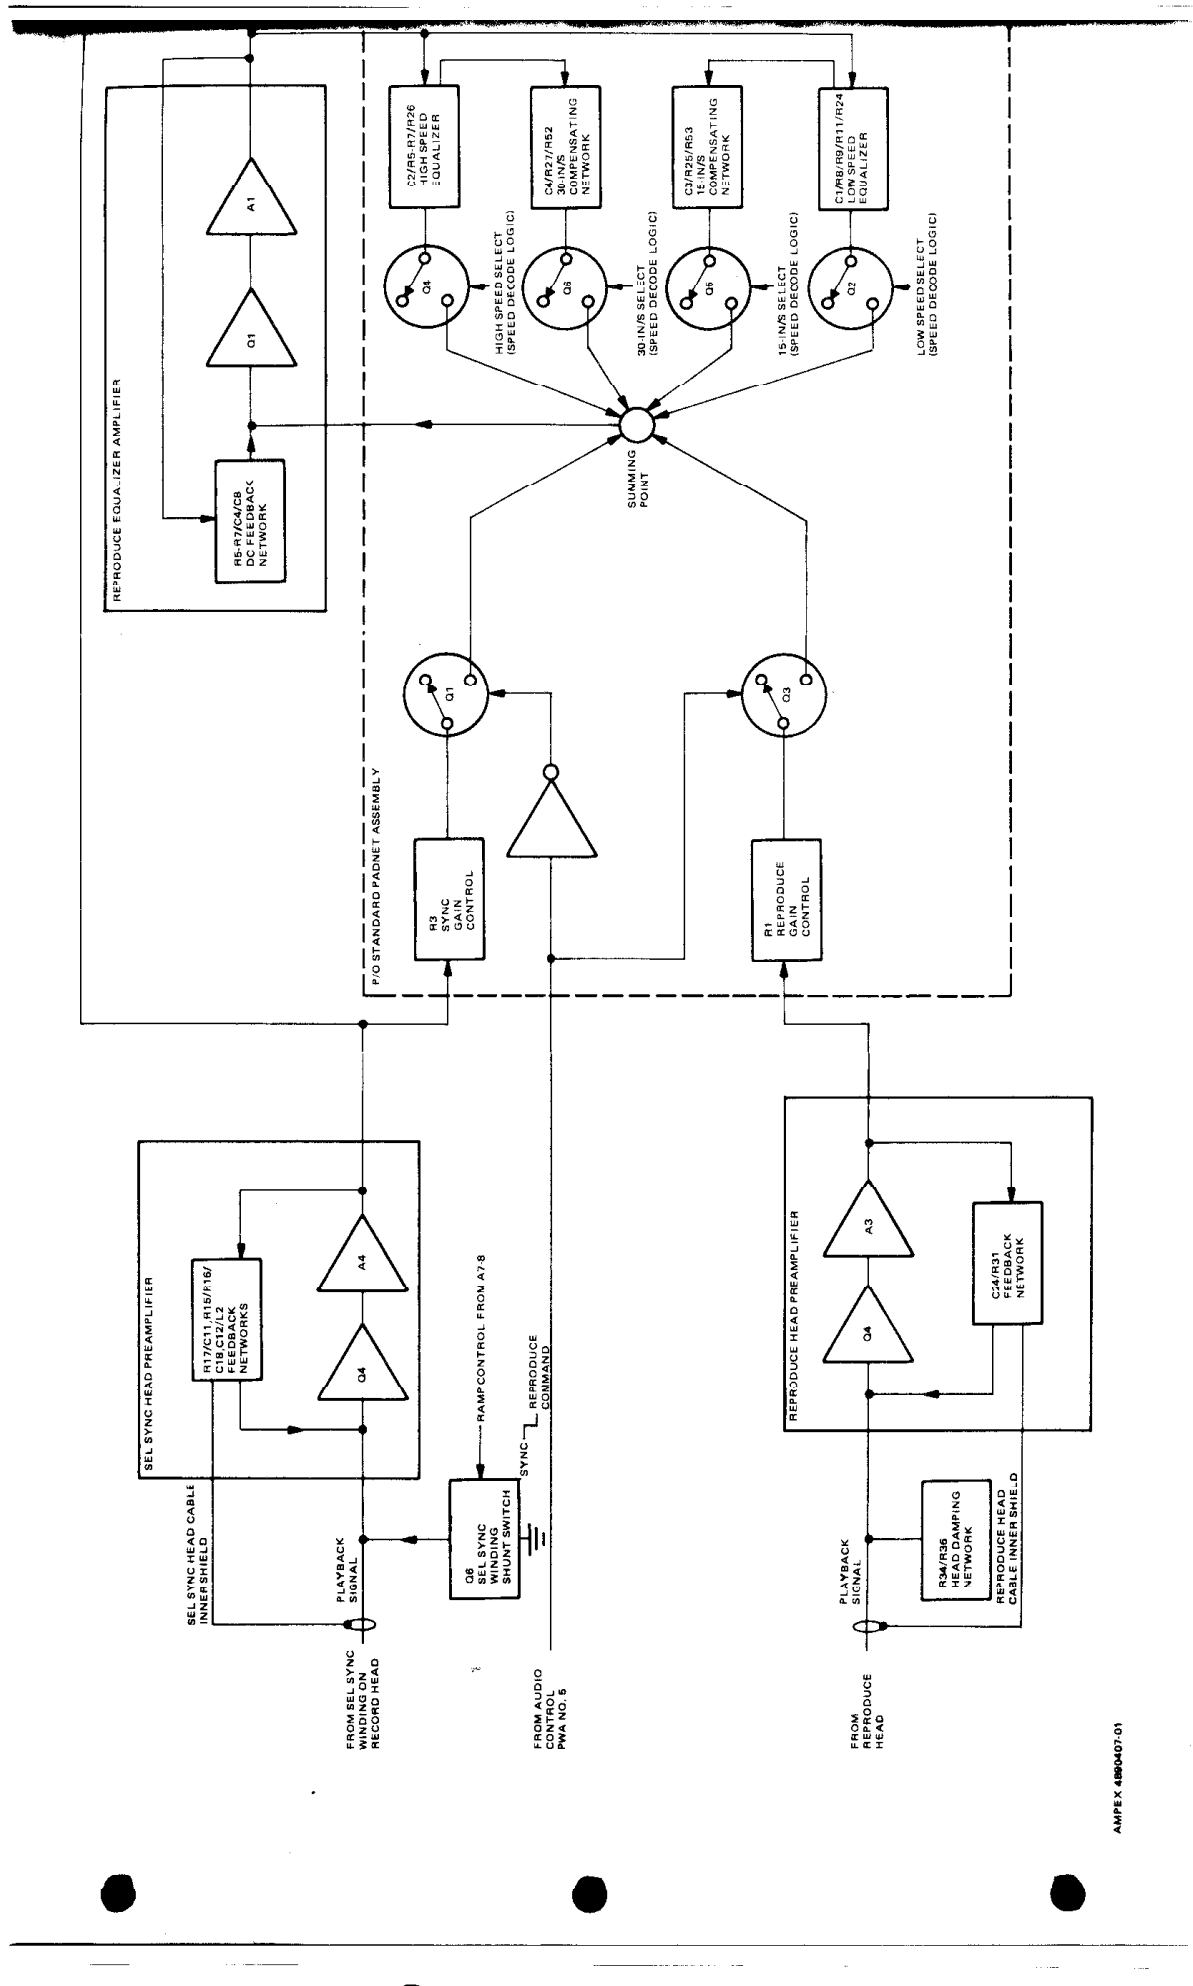 REPRODUCE EQUALIZER AMPLIFIER
R5-R7/C4/C8
DC FEEDBACK
NETWORK
Q1
A1
C2/R5-R7/R26
HIGH SPEED
EQUALIZER
C4/R27/R52
30-IN/S
COMPENSATING
NETWORK
C3/R25/R53
15-IN/S
COMPENSATING
NETWORK
C1/R8/R9/R11/R24
LOW SPEED
EQUALIZER
Q4
Q6
Q5
Q2
HIGH SPEED SELECT
(SPEED DECODE LOGIC)
30-IN/S SELECT
(SPEED DECODE LOGIC)
15-IN/S SELECT
(SPEED DECODE LOGIC)
LOW SPEED SELECT
(SPEED DECODE LOGIC)
SUMMING
POINT
P/O STANDARD PADNET ASSEMBLY
R3
SYNC
GAIN
CONTROL
Q1
R1
REPRODUCE
GAIN
CONTROL
Q3
SEL SYNC HEAD PREAMPLIFIER
R17/C11,R15/R16/
C18,C12/L2
FEEDBACK
NETWORKS
Q4
A4
SEL SYNC HEAD CABLE
INNER SHIELD
PLAYBACK
SIGNAL
FROM SEL SYNC
WINDING ON
RECORD HEAD
Q6
SEL SYNC
WINDING
SHUNT SWITCH
RAMP CONTROL FROM A7-8
SYNC
REPRODUCE
COMMAND
FROM AUDIO
CONTROL
PWA NO. 5
REPRODUCE HEAD PREAMPLIFIER
Q4
A3
C24/R31
FEEDBACK
NETWORK
PLAYBACK
SIGNAL
R34/R36
HEAD DAMPING
NETWORK
REPRODUCE HEAD
CABLE INNER SHIELD
FROM
REPRODUCE
HEAD
AMPEX 4890407-01